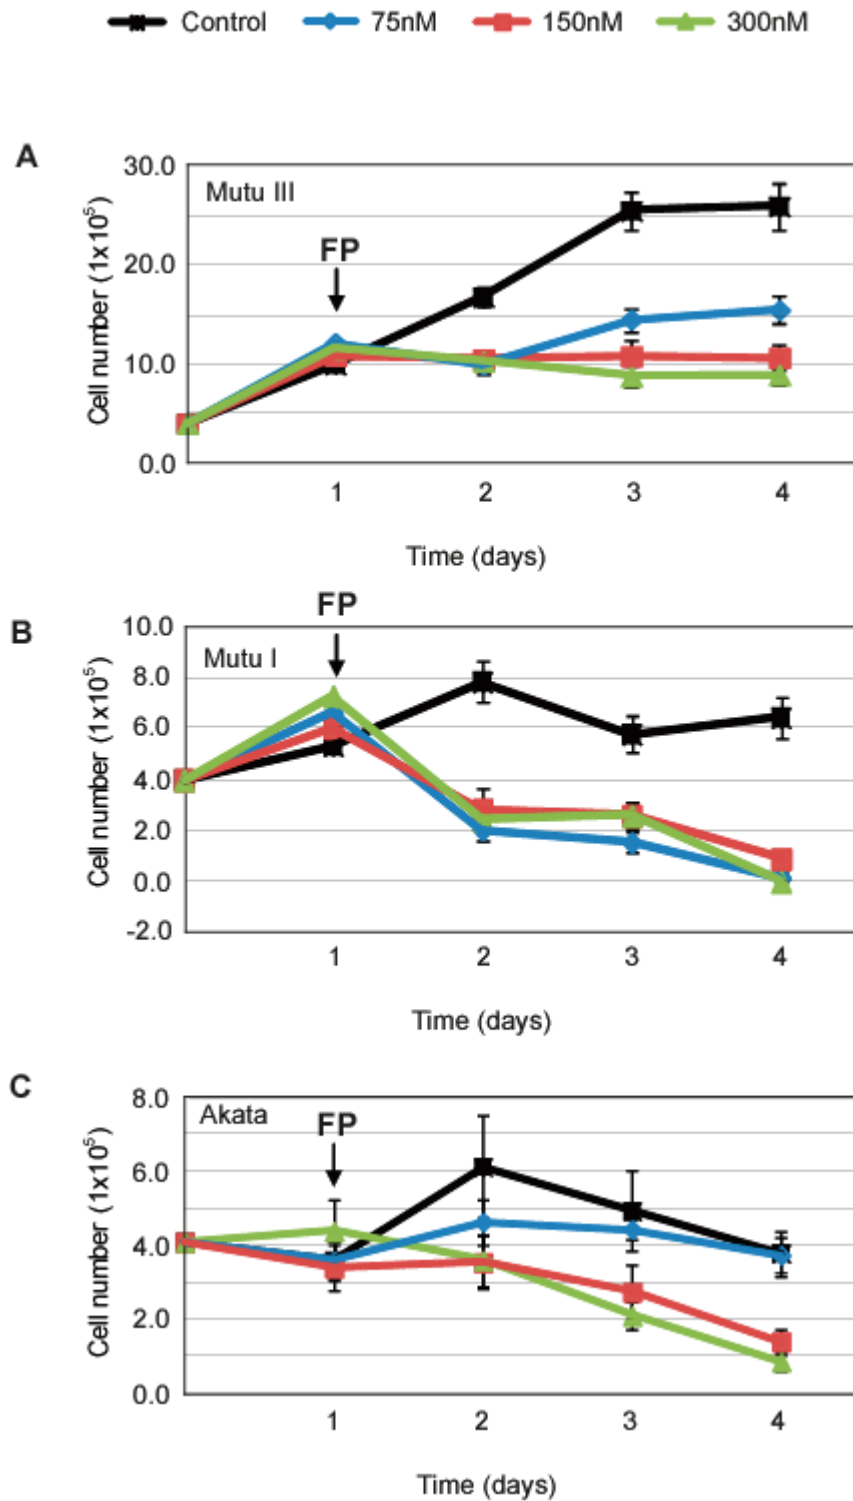 Control 75nM 150nM 300nM
A
Mutu III
FP
Cell number (1x10⁵)
30.0
20.0
10.0
0.0
1 2 3 4
Time (days)
B
Mutu I
FP
Cell number (1x10⁵)
10.0
8.0
6.0
4.0
2.0
0.0
-2.0
1 2 3 4
Time (days)
C
Akata
FP
Cell number (1x10⁵)
8.0
6.0
4.0
2.0
0.0
1 2 3 4
Time (days)